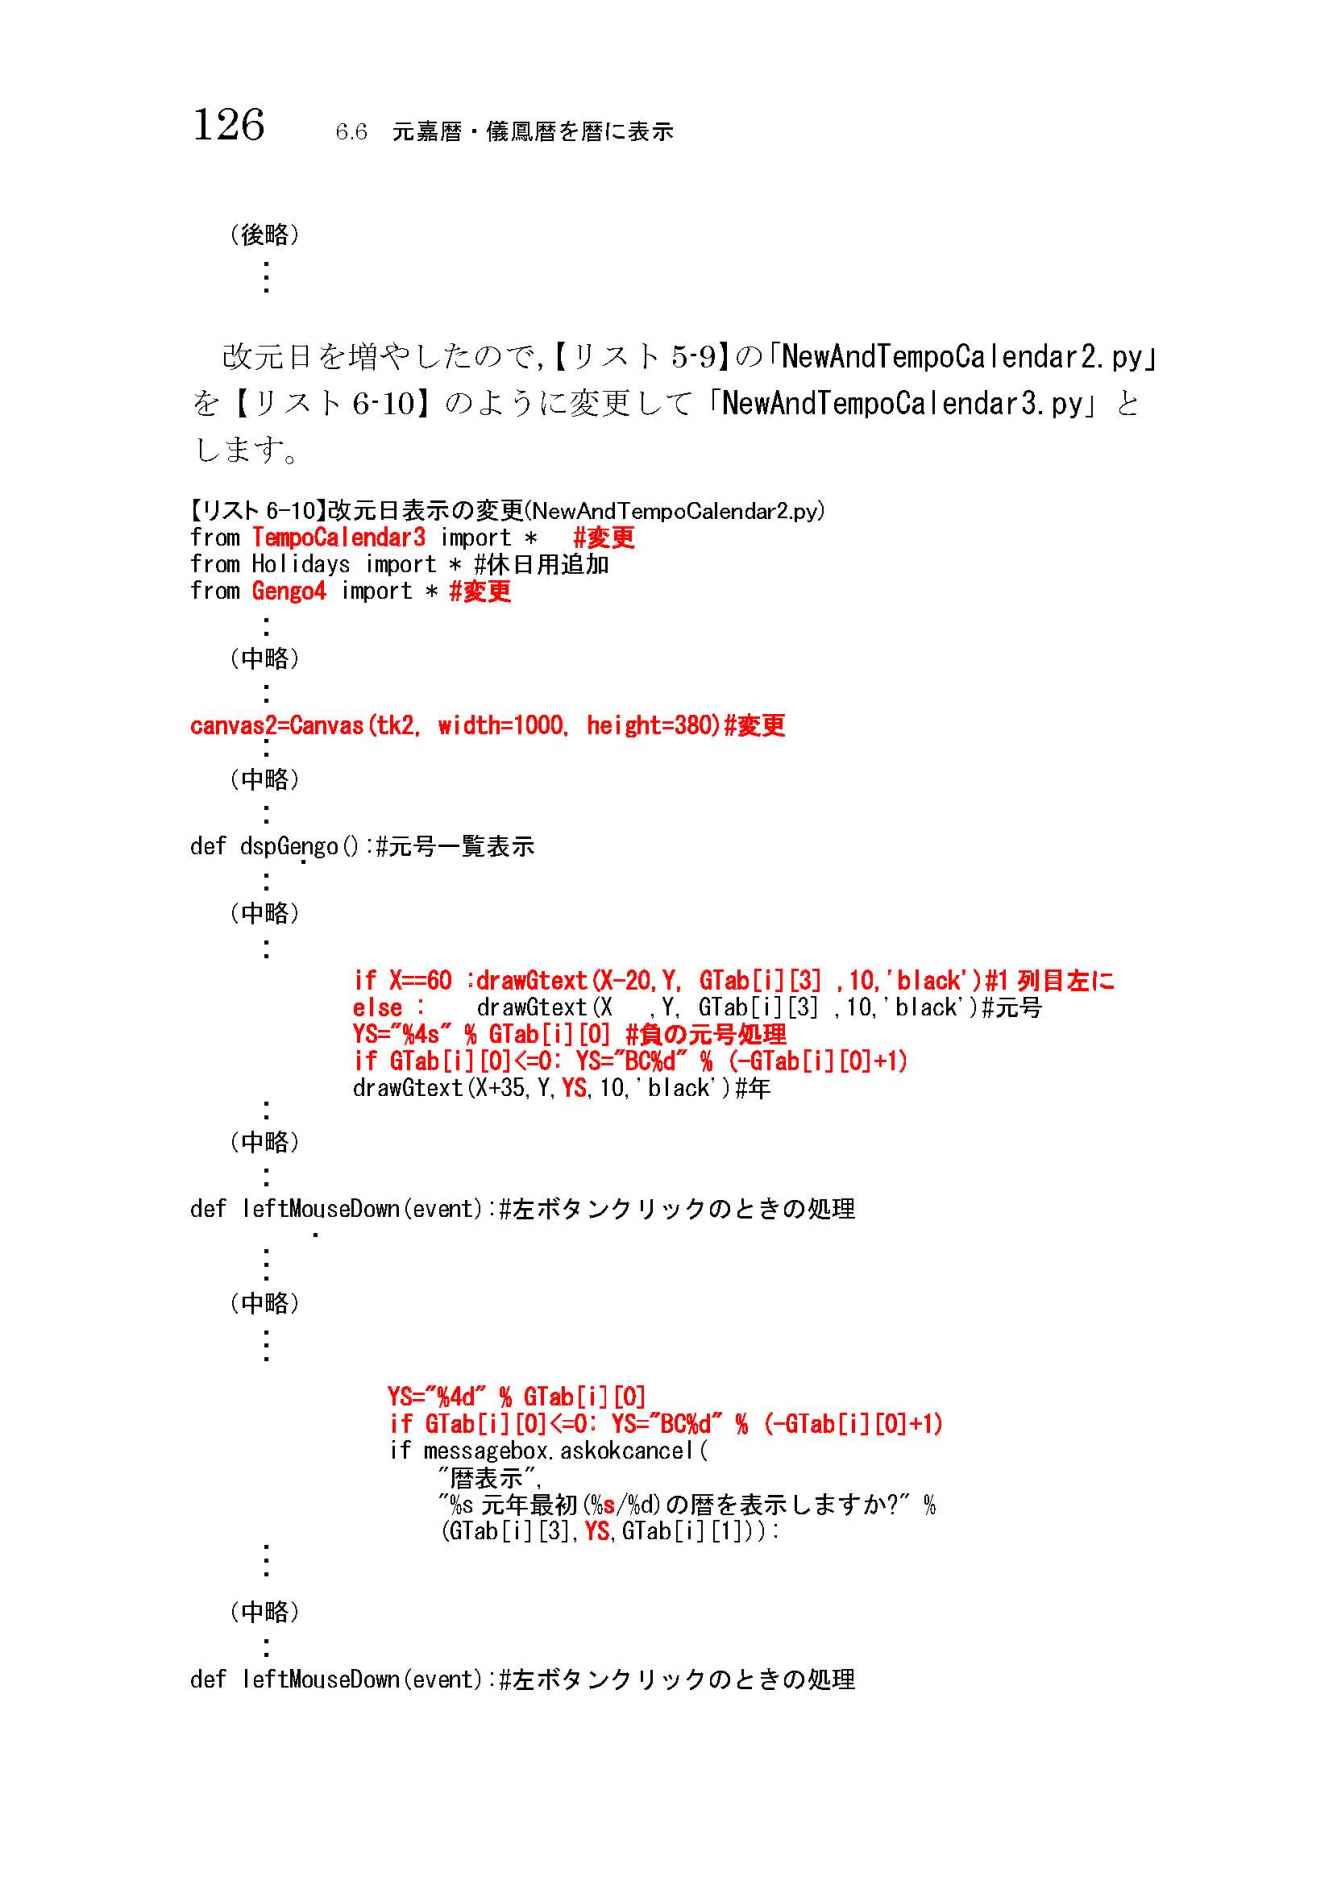 126 6.6 元嘉暦・儀鳳暦を暦に表示
（後略）
：
改元日を増やしたので,【リスト 5-9】の「NewAndTempoCalendar2.py」
を【リスト 6-10】のように変更して「NewAndTempoCalendar3.py」と
します。
【リスト 6-10】改元日表示の変更(NewAndTempoCalendar2.py)
from TempoCalendar3 import *   #変更
from Holidays import * #休日用追加
from Gengo4 import * #変更
：
（中略）
：
canvas2=Canvas(tk2, width=1000, height=380)#変更
：
（中略）
：
def dspGengo():#元号一覧表示
：
（中略）
：
if X==60 :drawGtext(X-20,Y, GTab[i][3] ,10,'black')#1 列目左に
else :    drawGtext(X   ,Y, GTab[i][3] ,10,'black')#元号
YS="%4s" % GTab[i][0] #負の元号処理
if GTab[i][0]<=0: YS="BC%d" % (-GTab[i][0]+1)
drawGtext(X+35,Y,YS,10,'black')#年
：
（中略）
：
def leftMouseDown(event):#左ボタンクリックのときの処理
：
（中略）
：
YS="%4d" % GTab[i][0]
if GTab[i][0]<=0: YS="BC%d" % (-GTab[i][0]+1)
if messagebox.askokcancel(
"暦表示",
"%s 元年最初(%s/%d)の暦を表示しますか?" %
(GTab[i][3],YS,GTab[i][1])):
：
（中略）
：
def leftMouseDown(event):#左ボタンクリックのときの処理